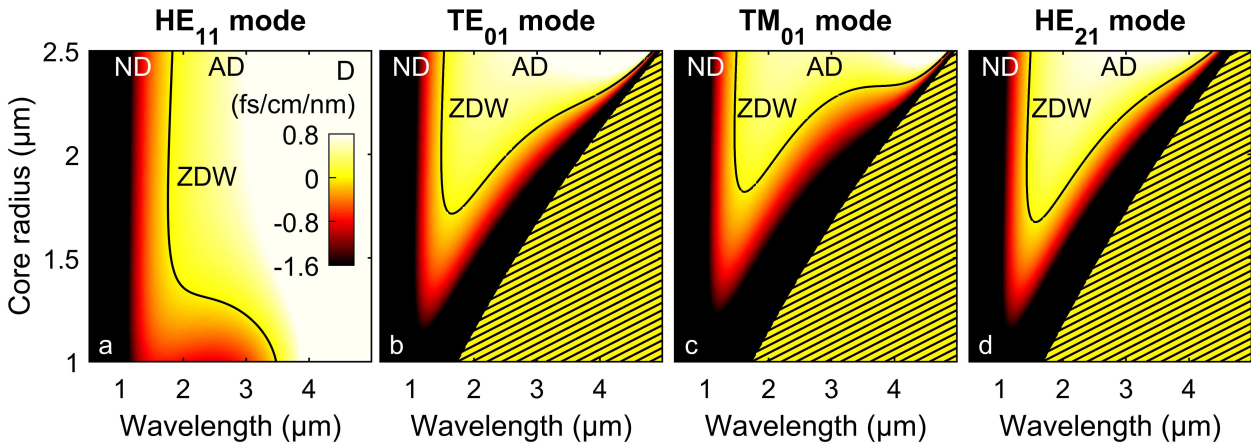 HE11 mode
TE01 mode
TM01 mode
HE21 mode
Core radius (μm)
2.5
2
1.5
1
ND
AD
D
(fs/cm/nm)
0.8
0
-0.8
-1.6
ZDW
a
ND
AD
ZDW
b
ND
AD
ZDW
c
ND
AD
ZDW
d
1 2 3 4
1 2 3 4
1 2 3 4
1 2 3 4
Wavelength (μm)
Wavelength (μm)
Wavelength (μm)
Wavelength (μm)